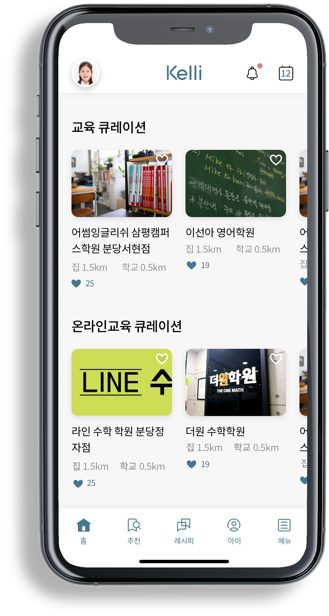 Kelli
12
교육 큐레이션
Mike
Mike
어썸잉글리쉬 삼평캠퍼
스학원 분당서현점
집 1.5km 학교 0.5km
25
이선아 영어학원
집 1.5km 학교 0.5km
19
온라인교육 큐레이션
LINE 수
더원학원
THE ONE MATH
라인 수학 학원 분당정
자점
집 1.5km 학교 0.5km
25
더원 수학학원
집 1.5km 학교 0.5km
19
홈
추천
레시피
아이
메뉴